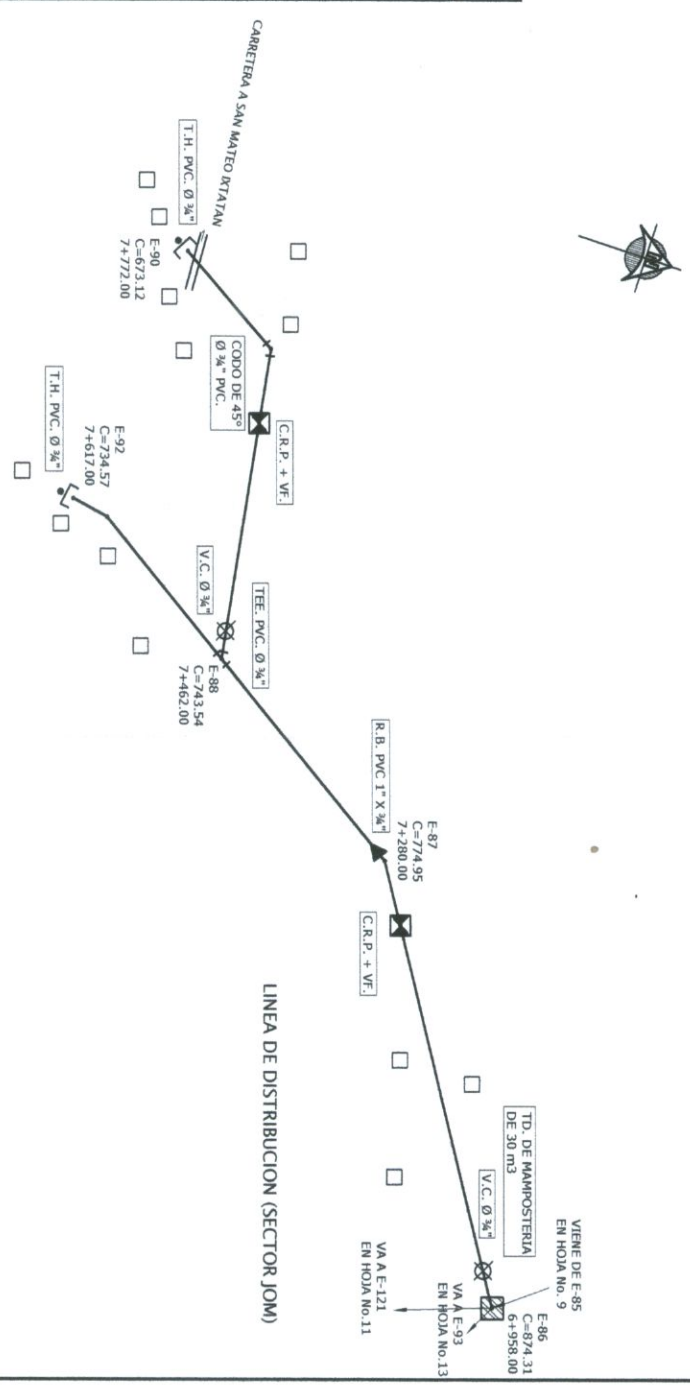 CARRETERA A SAN MATEO IXTATAN
T.H. PVC. Ø ¾"
E-90
C=673.12
7+772.00
CODO DE 45º
Ø ¾" PVC.
C.R.P. + VF.
T.H. PVC. Ø ¾"
E-92
C=734.57
7+617.00
V.C. Ø ¾"
TEE. PVC. Ø ¾"
E-88
C=743.54
7+462.00
R.B. PVC 1" X ¾"
E-87
C=774.95
7+280.00
C.R.P. + VF.
LINEA DE DISTRIBUCION (SECTOR JOM)
TD. DE MAMPOSTERIA
DE 30 m3
V.C. Ø ¾"
VIENE DE E-85
EN HOJA No. 9
E-86
C=874.31
6+958.00
VA A E-93
EN HOJA No.13
VA A E-121
EN HOJA No.11